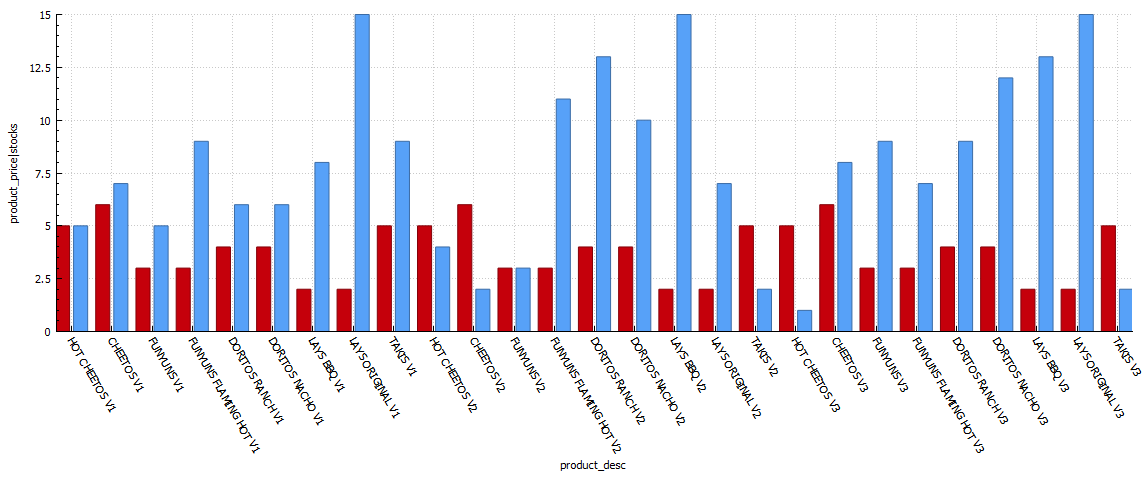 product_price|stocks
15
12.5
10
7.5
5
2.5
0
HOT CHEETOS V1
CHEETOS V1
FUNYUNS V1
FUNYUNS FLAMING HOT V1
DORITOS RANCH V1
DORITOS NACHO V1
LAYS BBQ V1
LAYS ORIGINAL V1
TAKIS V1
HOT CHEETOS V2
CHEETOS V2
FUNYUNS V2
FUNYUNS FLAMING HOT V2
DORITOS RANCH V2
DORITOS NACHO V2
LAYS BBQ V2
LAYS ORIGINAL V2
TAKIS V2
HOT CHEETOS V3
CHEETOS V3
FUNYUNS V3
FUNYUNS FLAMING HOT V3
DORITOS RANCH V3
DORITOS NACHO V3
LAYS BBQ V3
LAYS ORIGINAL V3
TAKIS V3
product_desc